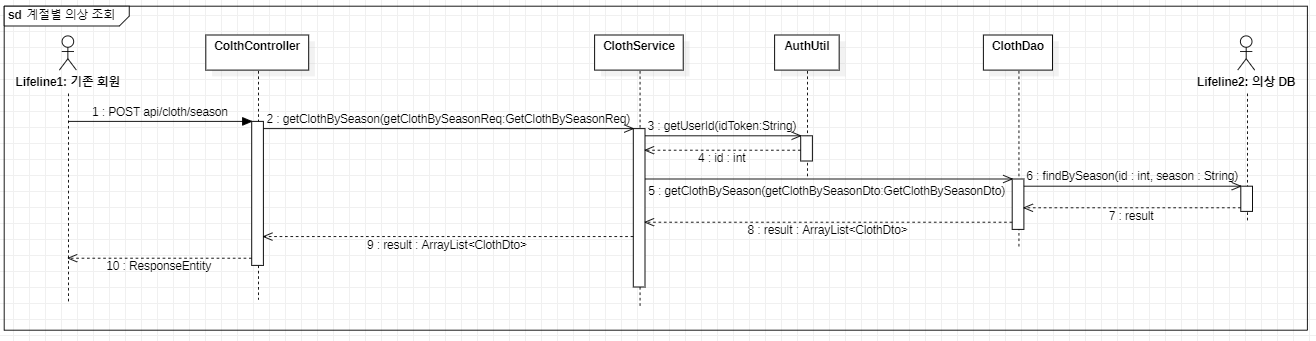 sd 계절별 의상 조회
Lifeline1: 기존 회원
ColthController
ClothService
AuthUtil
ClothDao
Lifeline2: 의상 DB
1 : POST api/cloth/season
2 : getClothBySeason(getClothBySeasonReq:GetClothBySeasonReq)
3 : getUserId(idToken:String)
4 : id : int
5 : getClothBySeason(getClothBySeasonDto:GetClothBySeasonDto)
6 : findBySeason(id : int, season : String)
7 : result
8 : result : ArrayList<ClothDto>
9 : result : ArrayList<ClothDto>
10 : ResponseEntity